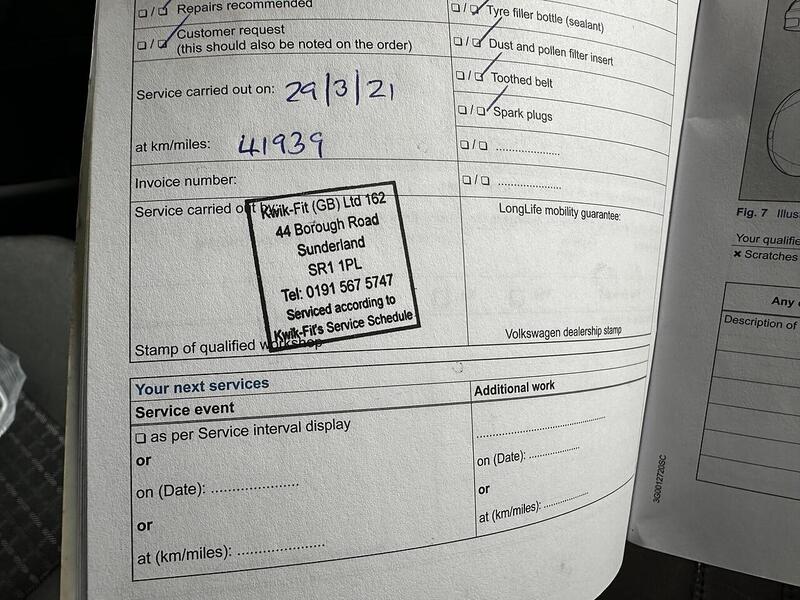 ❏ / ❏ Repairs recommended
❏ / ❏ Customer request
(this should also be noted on the order)
Service carried out on: 29/3/21
at km/miles: 41939
Invoice number:
Service carried out
Kwik-Fit (GB) Ltd 162
44 Borough Road
Sunderland
SR1 1PL
Tel: 0191 567 5747
Serviced according to
Kwik-Fit's Service Schedule
Stamp of qualified workshop
❏ / ❏ Tyre filler bottle (sealant)
❏ / ❏ Dust and pollen filter insert
❏ / ❏ Toothed belt
❏ / ❏ Spark plugs
❏ / ❏ ..................
❏ / ❏ ..................
LongLife mobility guarantee:
Volkswagen dealership stamp
Your next services
Service event
❏ as per Service interval display
or
on (Date): ......................
or
at (km/miles): ......................
Additional work
.................................
on (Date): .............
or
at (km/miles): ............
Fig. 7
Your qualifie
✖ Scratches
Any
Description of
3G0012720SC